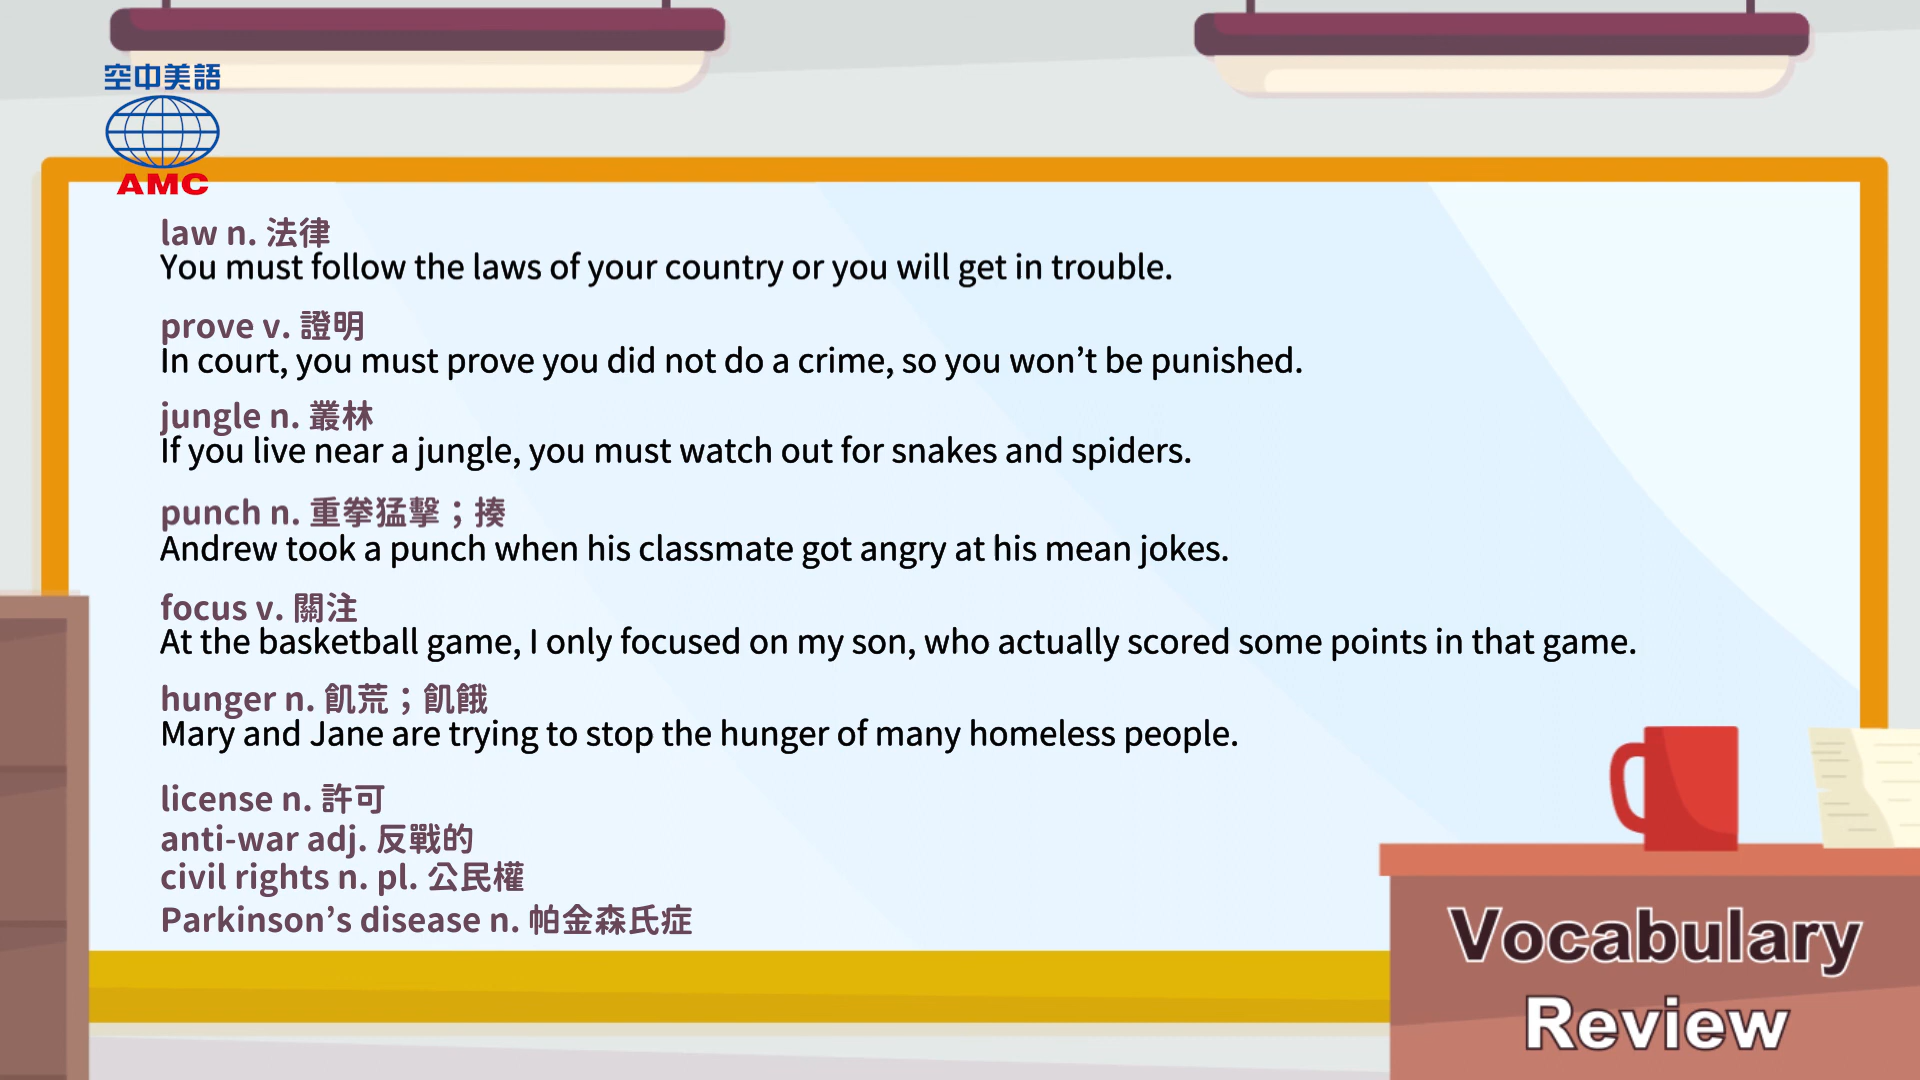 空中美語
AMC
law n. 法律
You must follow the laws of your country or you will get in trouble.
prove v. 證明
In court, you must prove you did not do a crime, so you won’t be punished.
jungle n. 叢林
If you live near a jungle, you must watch out for snakes and spiders.
punch n. 重拳猛擊；揍
Andrew took a punch when his classmate got angry at his mean jokes.
focus v. 關注
At the basketball game, I only focused on my son, who actually scored some points in that game.
hunger n. 飢荒；飢餓
Mary and Jane are trying to stop the hunger of many homeless people.
license n. 許可
anti-war adj. 反戰的
civil rights n. pl. 公民權
Parkinson’s disease n. 帕金森氏症
Vocabulary
Review